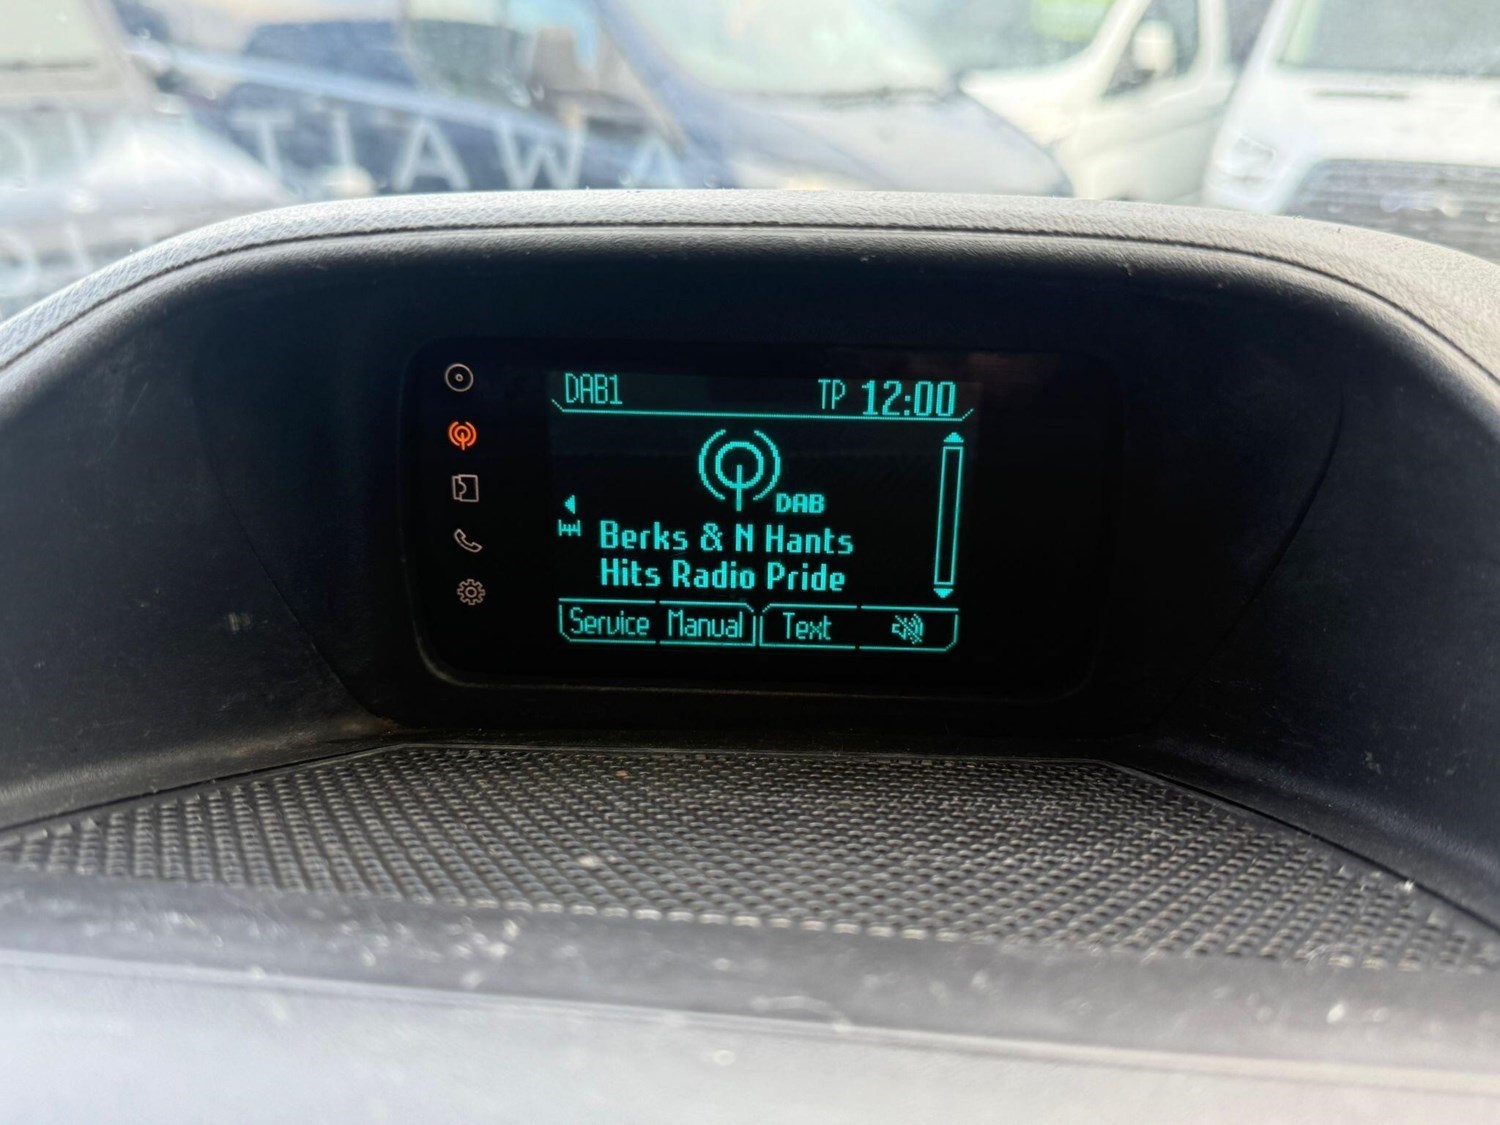 DAB1 TP 12:00
DAB
Berks & N Hants
Hits Radio Pride
Service Manual Text